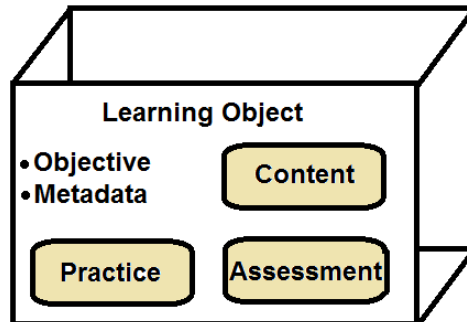 Learning Object
• Objective
• Metadata
Content
Practice
Assessment